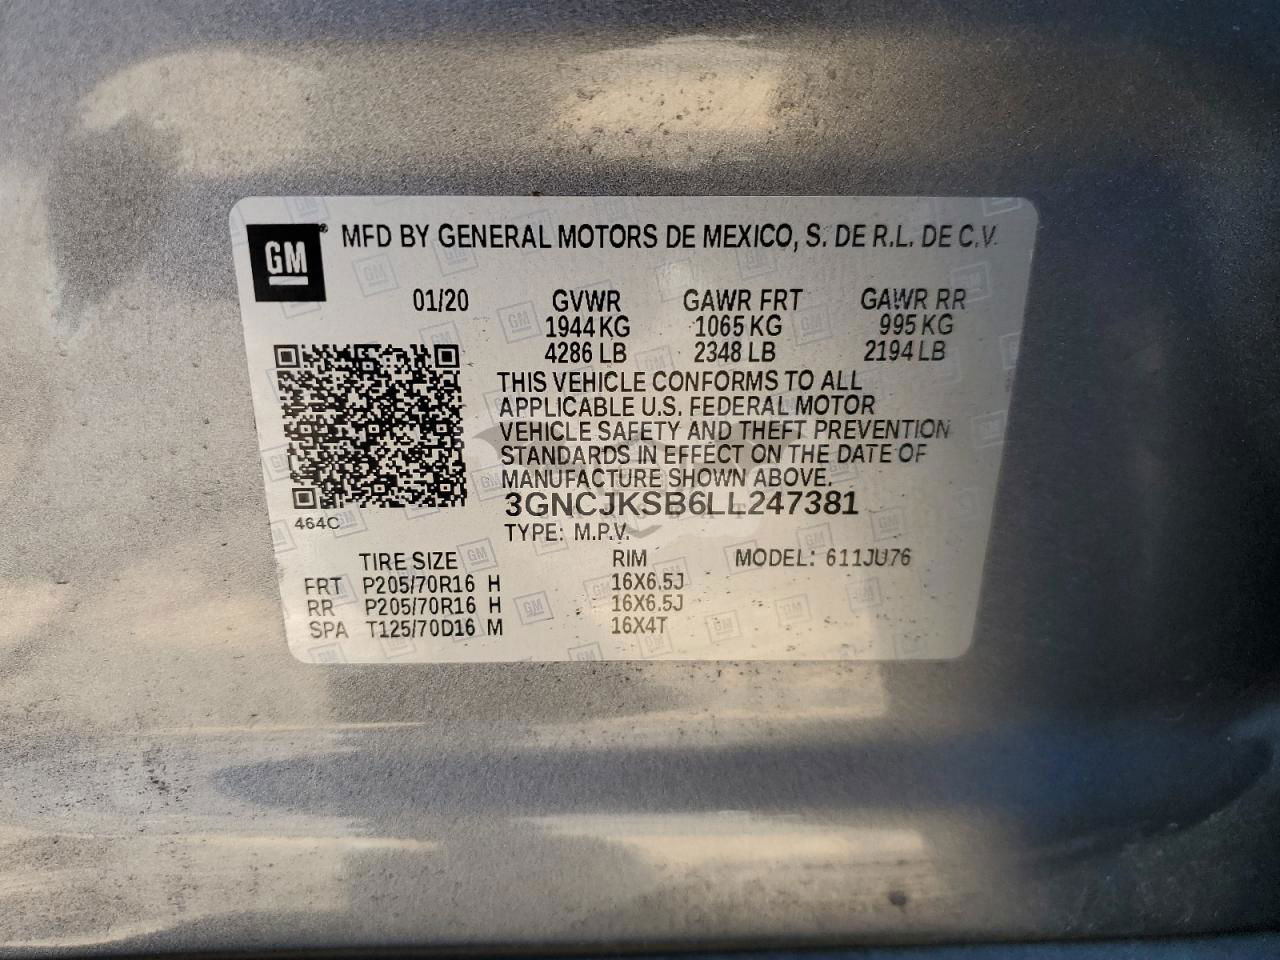 GM® MFD BY GENERAL MOTORS DE MEXICO, S. DE R.L. DE C.V.
01/20 GVWR GAWR FRT GAWR RR
1944 KG 1065 KG 995 KG
4286 LB 2348 LB 2194 LB
THIS VEHICLE CONFORMS TO ALL
APPLICABLE U.S. FEDERAL MOTOR
VEHICLE SAFETY AND THEFT PREVENTION
STANDARDS IN EFFECT ON THE DATE OF
MANUFACTURE SHOWN ABOVE.
3GNCJKSB6LL247381
464C
TYPE: M.P.V.
TIRE SIZE RIM MODEL: 611JU76
FRT P205/70R16 H 16X6.5J
RR P205/70R16 H 16X6.5J
SPA T125/70D16 M 16X4T